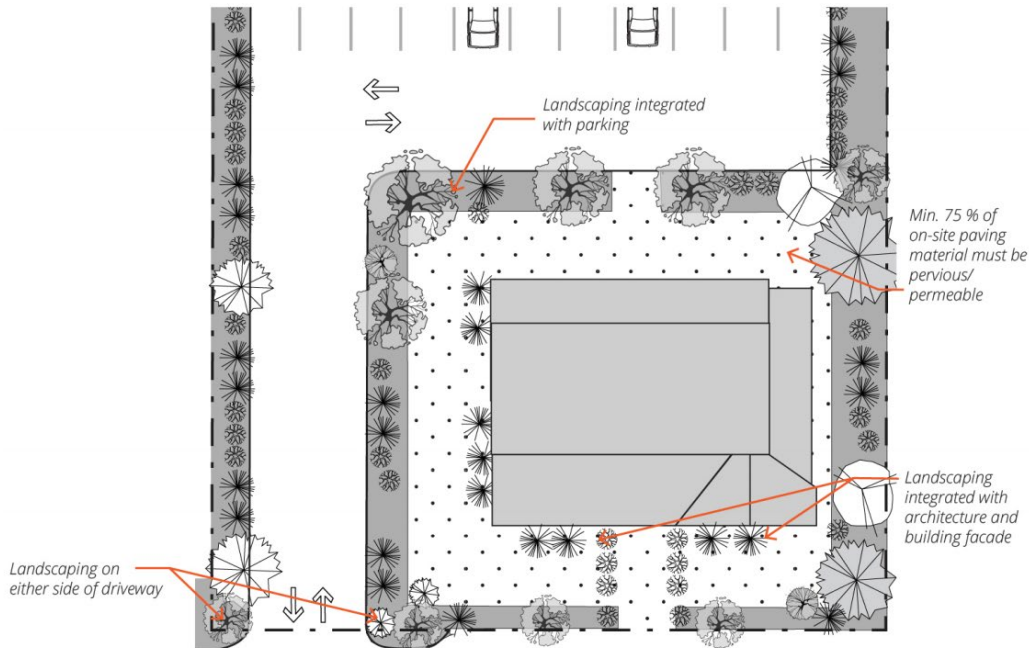 Landscaping integrated
with parking
Min. 75 % of
on-site paving
material must be
pervious/
permeable
Landscaping
integrated with
architecture and
building facade
Landscaping on
either side of driveway